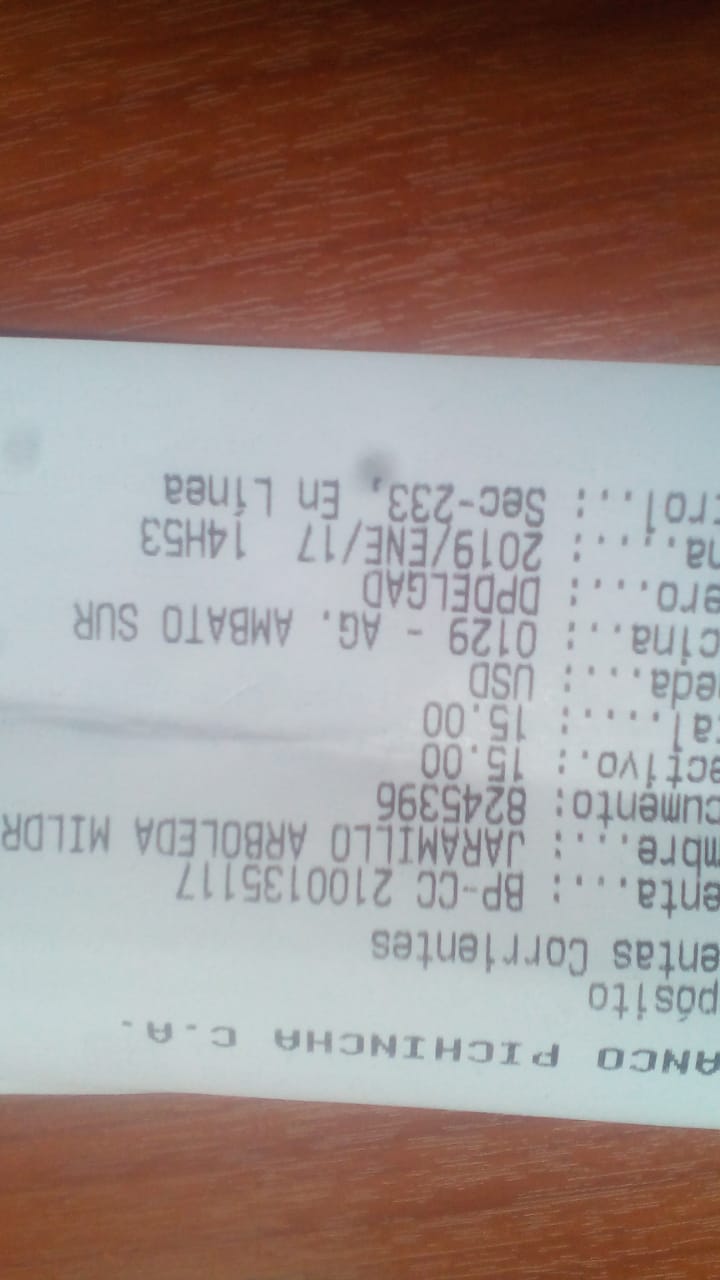 ANCO PICHINCHA C.A.
pósito
entas Corrientes
enta...: BP-CC 2100135117
mbre...: JARAMILLO ARBOLEDA MILDR
cumento: 8245396
ectivo.: 15.00
tal....: 15.00
eda...: USD
cina..: 0129 - AG. AMBATO SUR
ero...: DPDELGAD
ha....: 2019/ENE/17 14H53
trol..: Sec-233, En Línea